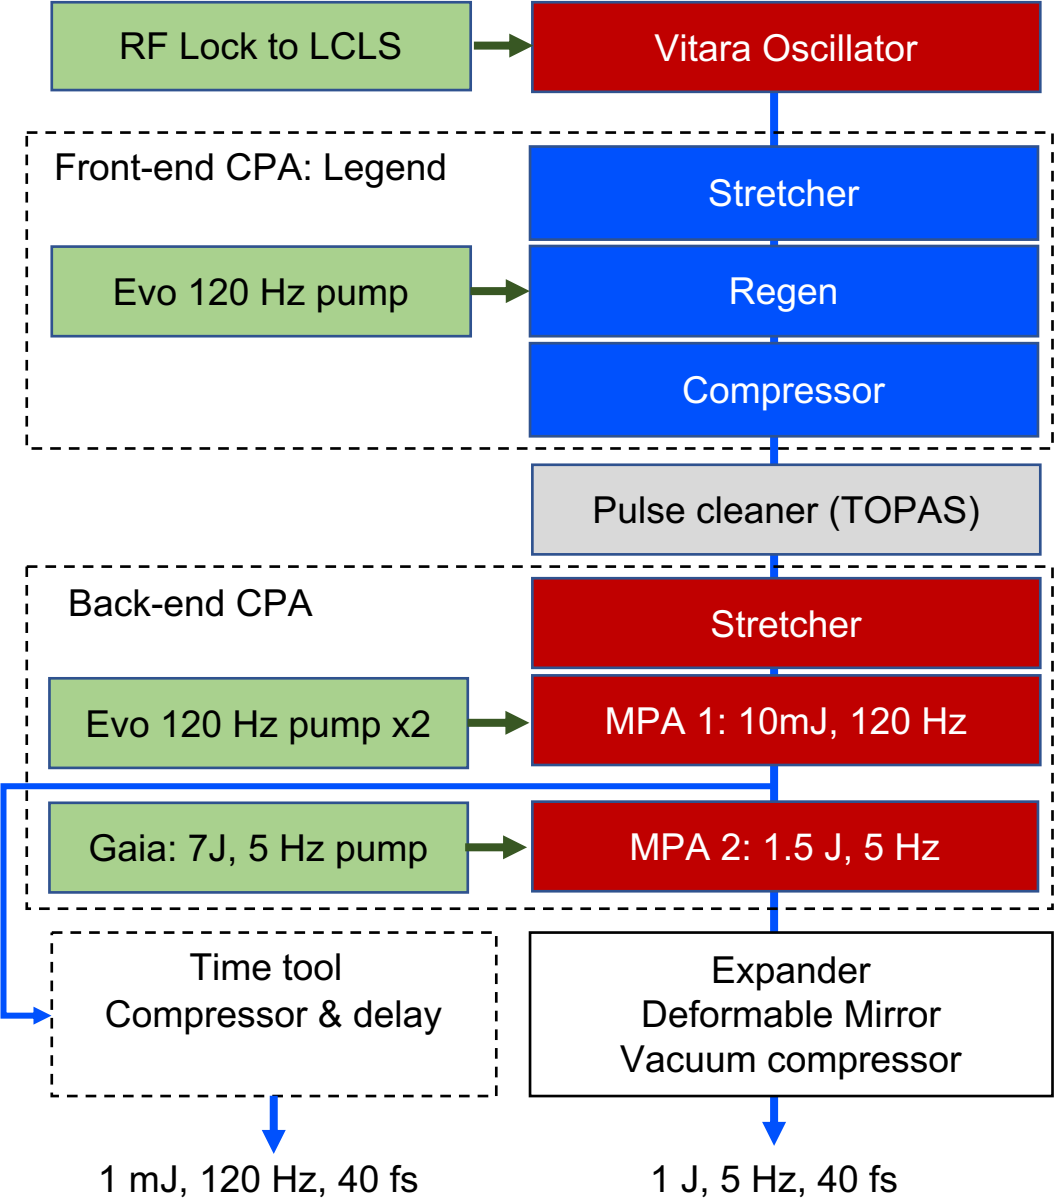 RF Lock to LCLS
Vitara Oscillator
Front-end CPA: Legend
Stretcher
Evo 120 Hz pump
Regen
Compressor
Pulse cleaner (TOPAS)
Back-end CPA
Stretcher
Evo 120 Hz pump x2
MPA 1: 10mJ, 120 Hz
Gaia: 7J, 5 Hz pump
MPA 2: 1.5 J, 5 Hz
Time tool
Compressor & delay
Expander
Deformable Mirror
Vacuum compressor
1 mJ, 120 Hz, 40 fs
1 J, 5 Hz, 40 fs